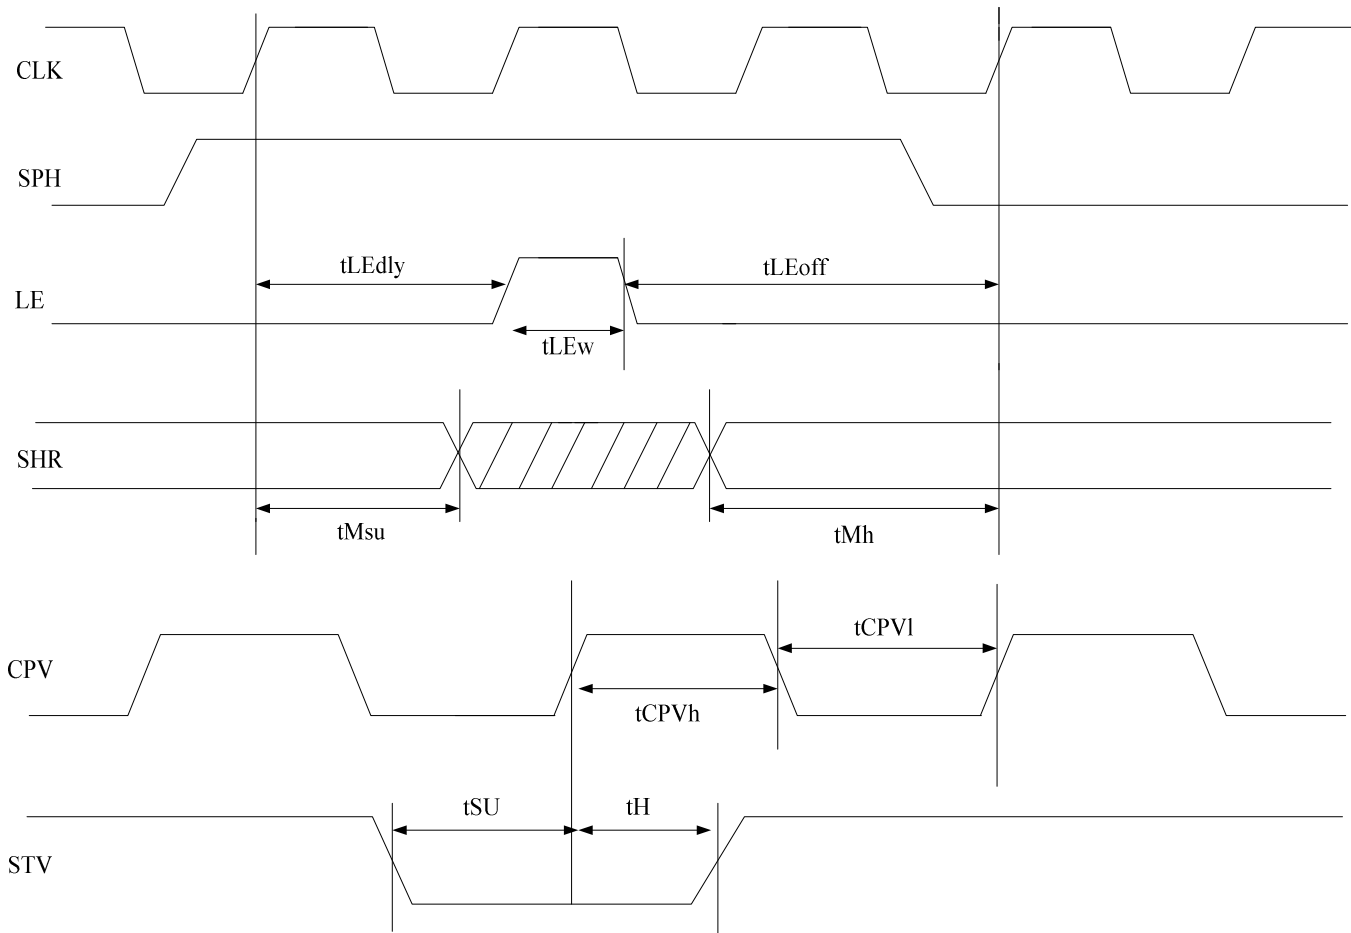 CLK
SPH
tLEdly
tLEoff
LE
tLEw
SHR
tMsu
tMh
tCPVl
CPV
tCPVh
tSU
tH
STV